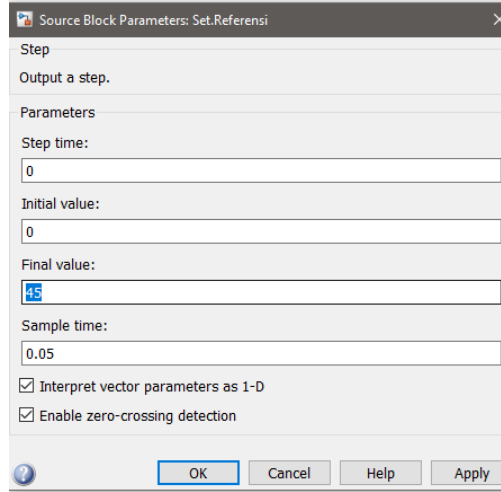 Source Block Parameters: Set.Referensi
Step
Output a step.
Parameters
Step time:
0
Initial value:
0
Final value:
45
Sample time:
0.05
Interpret vector parameters as 1-D
Enable zero-crossing detection
? OK Cancel Help Apply